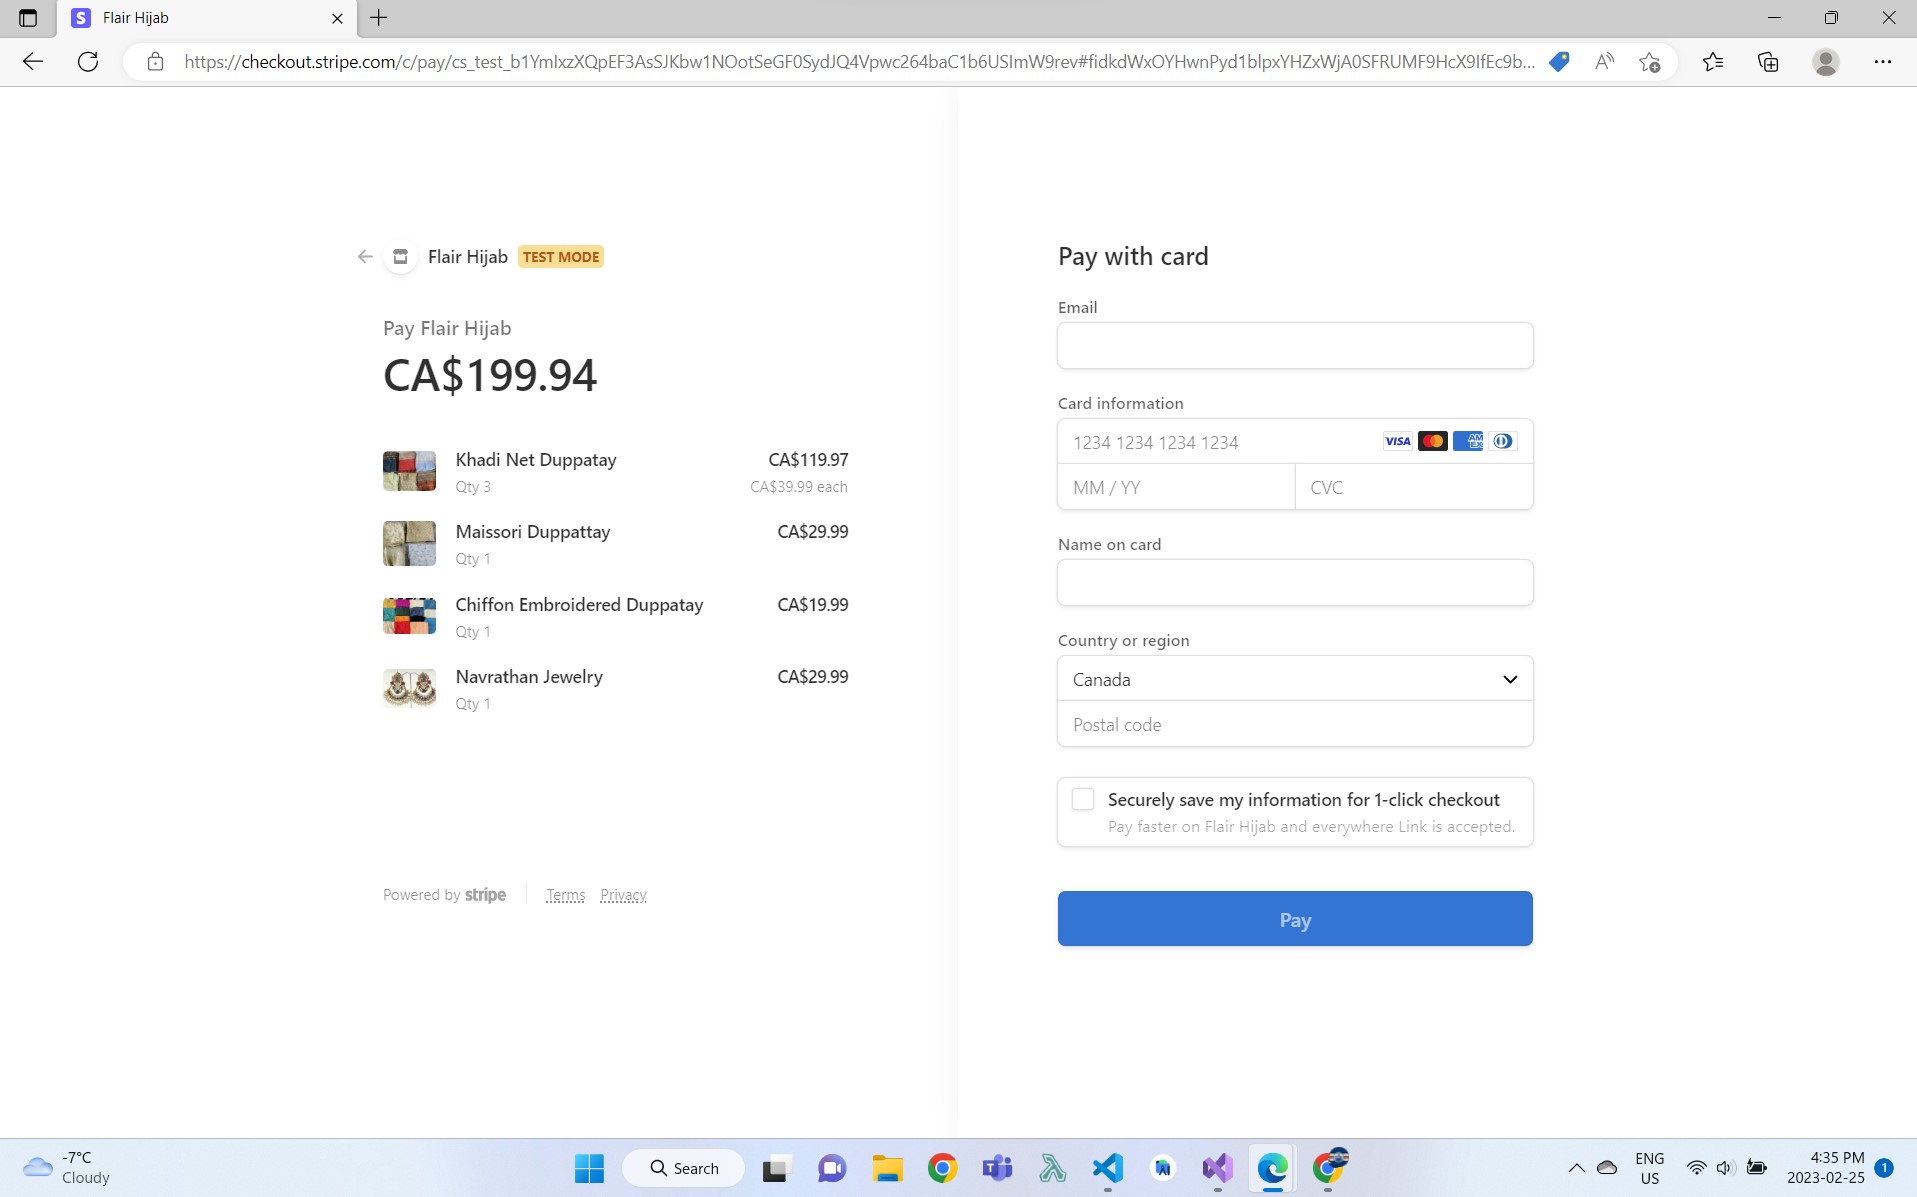 Flair Hijab
https://checkout.stripe.com/c/pay/cs_test_b1YmIxzXQpEF3AsSJKbw1NOotSeGF0SydJQ4Vpwc264baC1b6USImW9rev#fidkdWxOYHwnPyd1blpxYHZxWjA0SFRUMF9HcX9IfEc9b...
Flair Hijab TEST MODE
Pay Flair Hijab
CA$199.94
Khadi Net Duppatay CA$119.97
Qty 3 CA$39.99 each
Maissori Duppattay CA$29.99
Qty 1
Chiffon Embroidered Duppatay CA$19.99
Qty 1
Navrathan Jewelry CA$29.99
Qty 1
Powered by stripe Terms Privacy
Pay with card
Email
Card information
1234 1234 1234 1234 VISA AM EX
MM / YY CVC
Name on card
Country or region
Canada
Postal code
Securely save my information for 1-click checkout
Pay faster on Flair Hijab and everywhere Link is accepted.
Pay
-7°C
Cloudy
Search
ENG
US
4:35 PM
2023-02-25
1